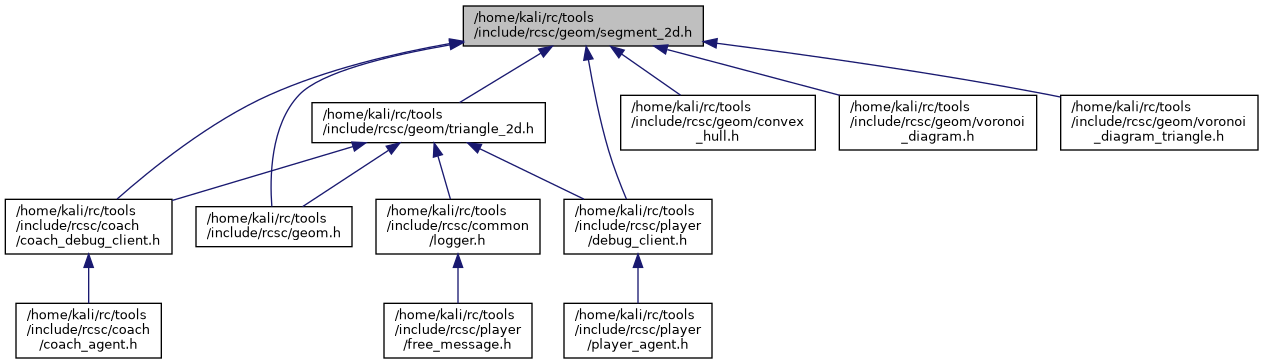 /home/kali/rc/tools
/include/rcsc/geom/segment_2d.h
/home/kali/rc/tools
/include/rcsc/geom/triangle_2d.h
/home/kali/rc/tools
/include/rcsc/geom/convex
_hull.h
/home/kali/rc/tools
/include/rcsc/geom/voronoi
_diagram.h
/home/kali/rc/tools
/include/rcsc/geom/voronoi
_diagram_triangle.h
/home/kali/rc/tools
/include/rcsc/coach
/coach_debug_client.h
/home/kali/rc/tools
/include/rcsc/geom.h
/home/kali/rc/tools
/include/rcsc/common
/logger.h
/home/kali/rc/tools
/include/rcsc/player
/debug_client.h
/home/kali/rc/tools
/include/rcsc/coach
/coach_agent.h
/home/kali/rc/tools
/include/rcsc/player
/free_message.h
/home/kali/rc/tools
/include/rcsc/player
/player_agent.h